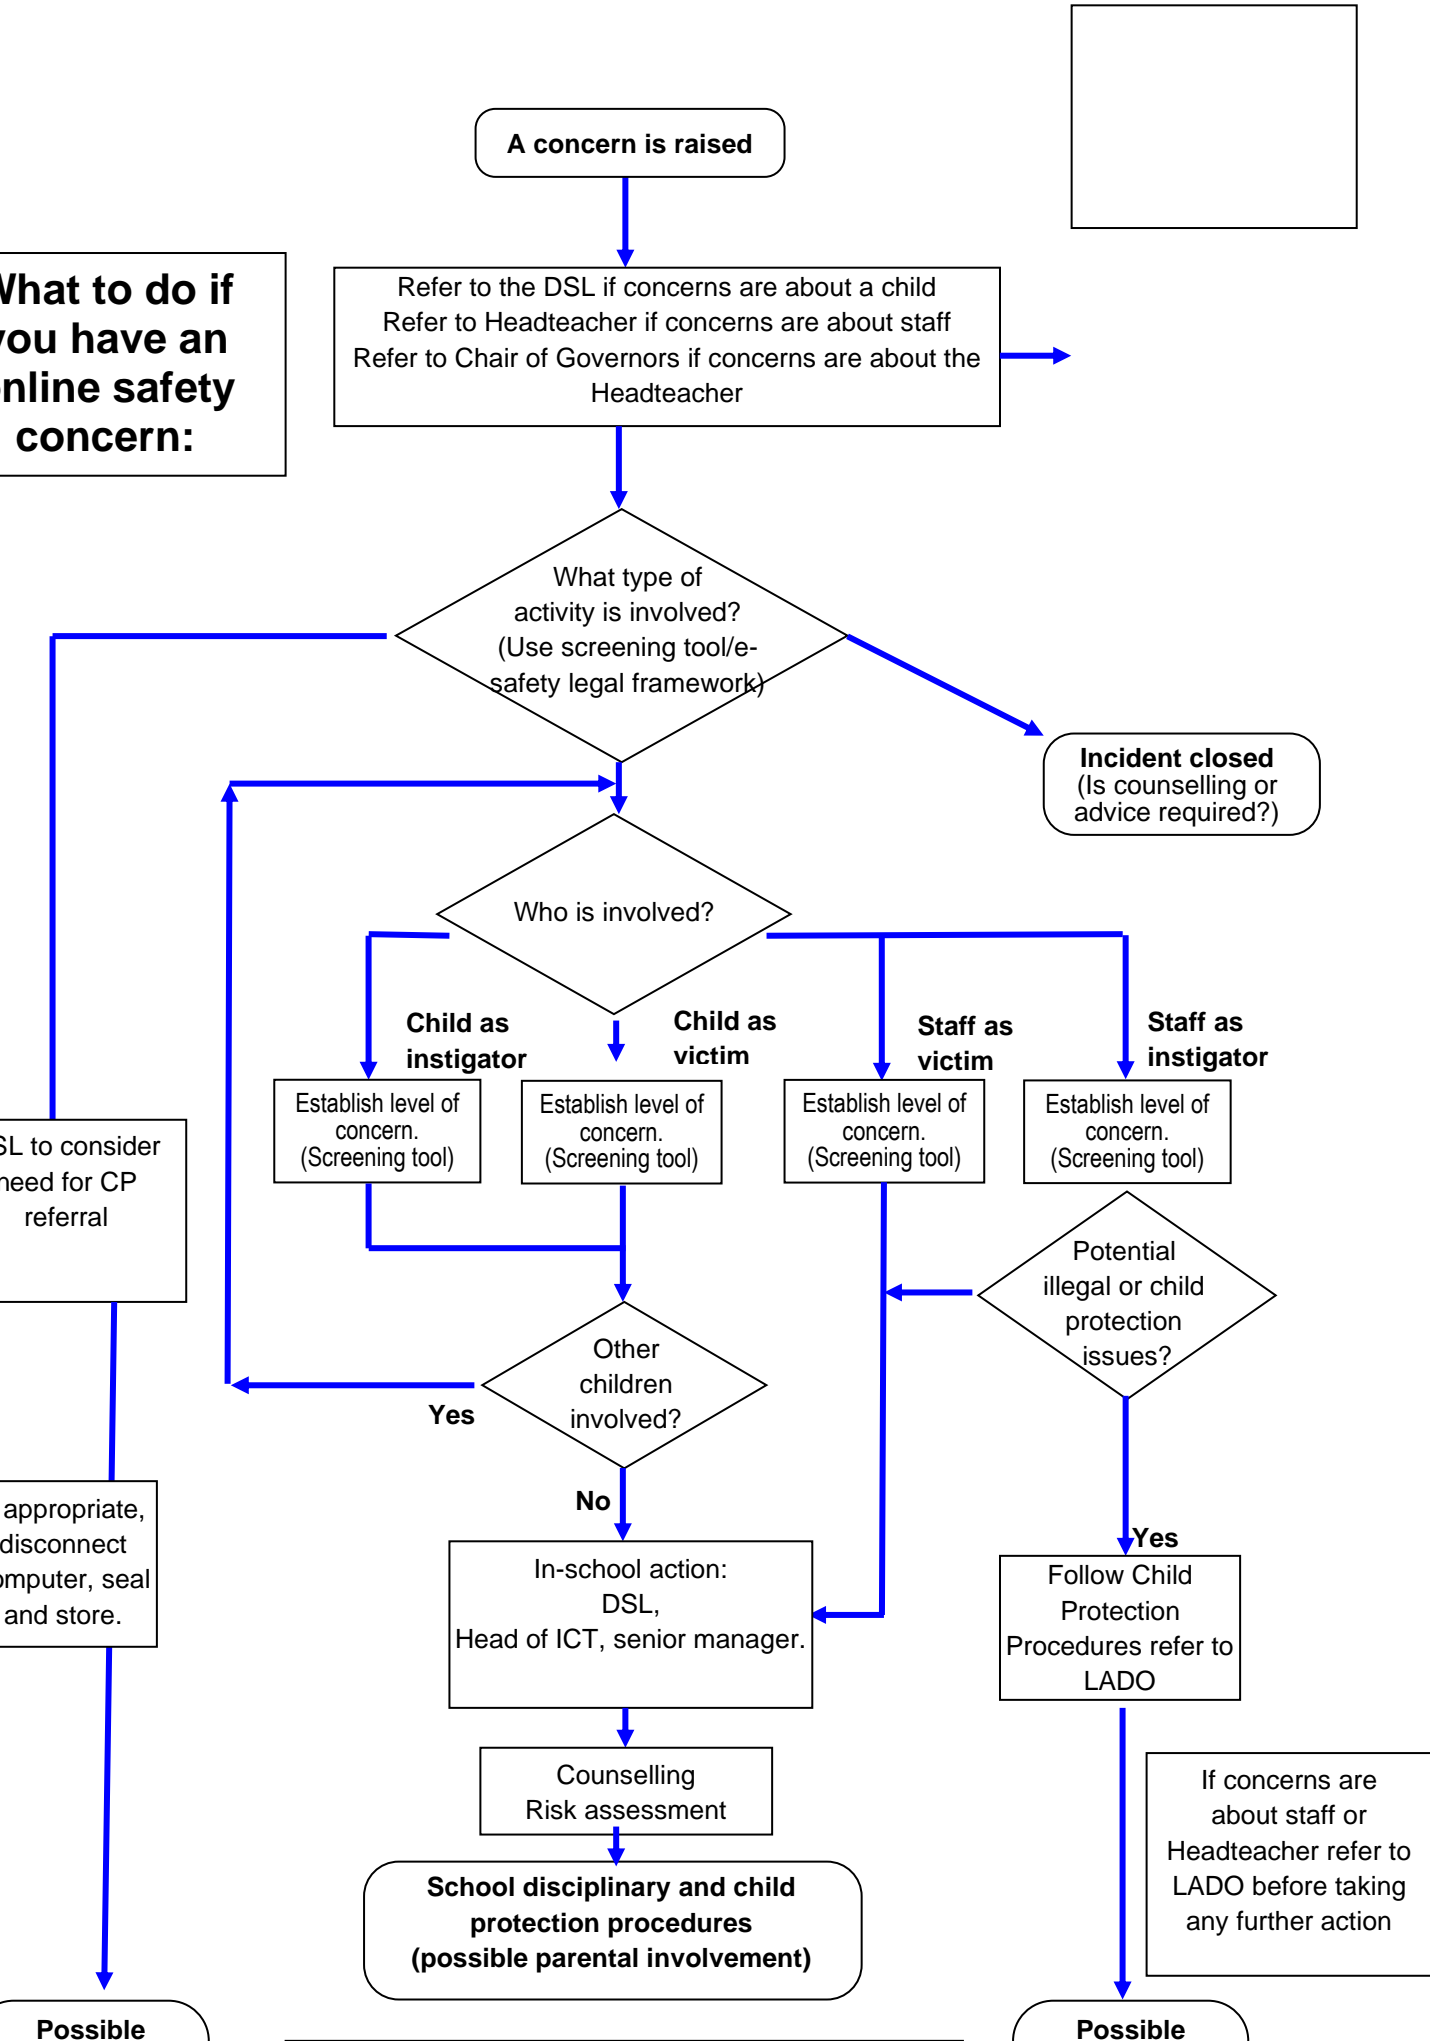 A concern is raised
What to do if
you have an
online safety
concern:
Refer to the DSL if concerns are about a child
Refer to Headteacher if concerns are about staff
Refer to Chair of Governors if concerns are about the
Headteacher
What type of
activity is involved?
(Use screening tool/e-
safety legal framework)
Incident closed
(Is counselling or
advice required?)
Who is involved?
Child as
instigator
Child as
victim
Staff as
victim
Staff as
instigator
Establish level of
concern.
(Screening tool)
Establish level of
concern.
(Screening tool)
Establish level of
concern.
(Screening tool)
Establish level of
concern.
(Screening tool)
DSL to consider
need for CP
referral
Potential
illegal or child
protection
issues?
Other
children
involved?
Yes
No
appropriate,
disconnect
computer, seal
and store.
In-school action:
DSL,
Head of ICT, senior manager.
Yes
Follow Child
Protection
Procedures refer to
LADO
Counselling
Risk assessment
If concerns are
about staff or
Headteacher refer to
LADO before taking
any further action
School disciplinary and child
protection procedures
(possible parental involvement)
Possible
Possible